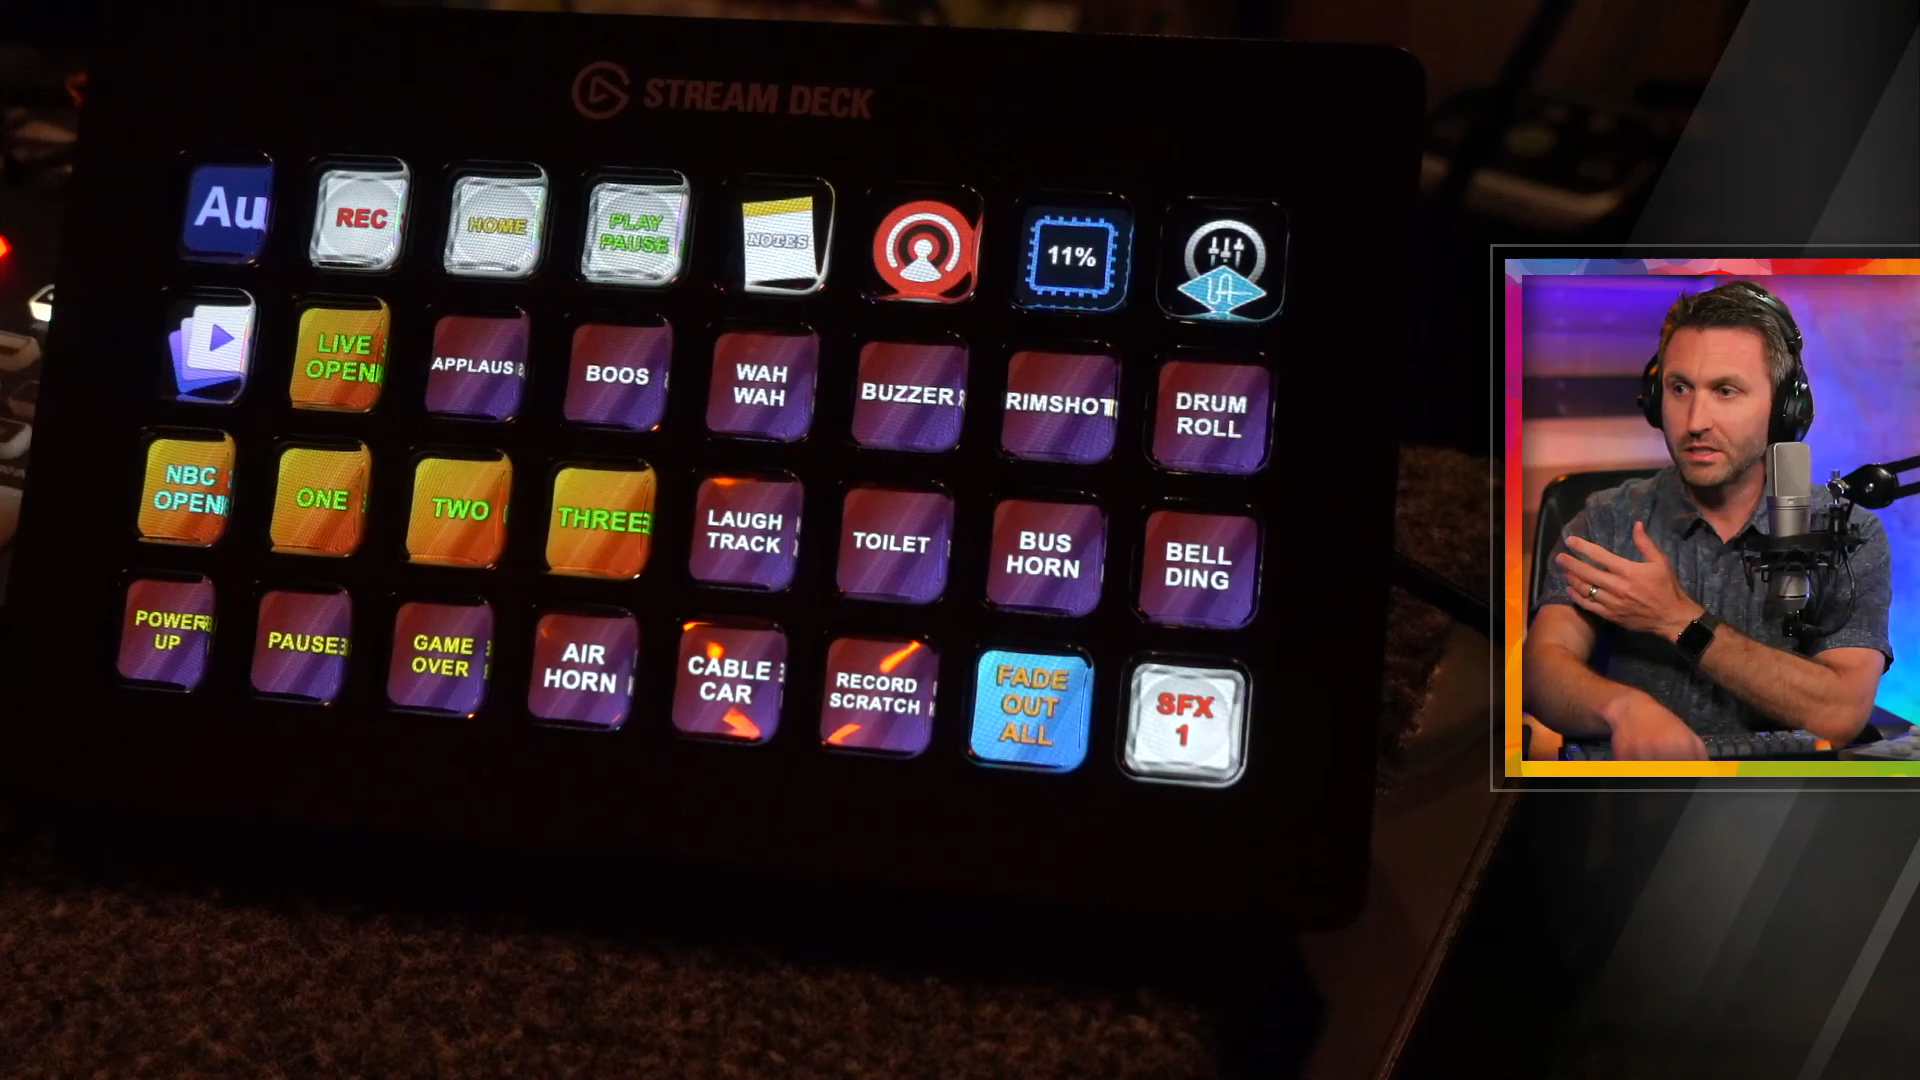 STREAM DECK
Au
REC
HOME
PLAY
PAUSE
NOTES
11%
LIVE
OPEN
APPLAUS
BOOS
WAH
WAH
BUZZER
RIMSHOT
DRUM
ROLL
NBC
OPEN
ONE
TWO
THREE
LAUGH
TRACK
TOILET
BUS
HORN
BELL
DING
POWER
UP
PAUSE
GAME
OVER
AIR
HORN
CABLE
CAR
RECORD
SCRATCH
FADE
OUT
ALL
SFX
1